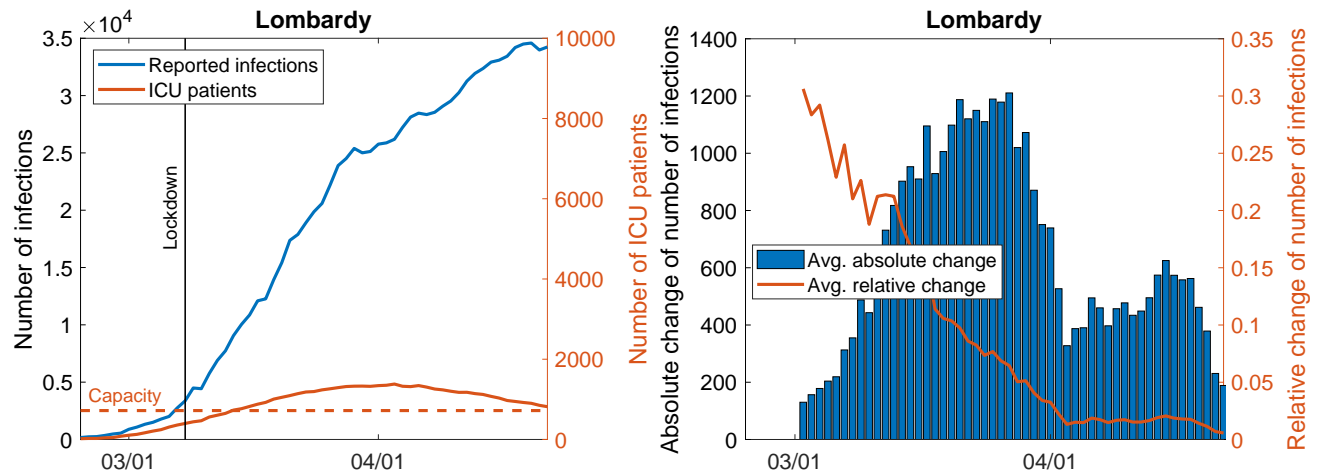 Lombardy
×10⁴
3.5
3
2.5
2
1.5
1
0.5
0
Number of infections
Reported infections
ICU patients
Lockdown
Capacity
10000
8000
6000
4000
2000
0
Number of ICU patients
03/01
04/01
Lombardy
1400
1200
1000
800
600
400
200
0
Absolute change of number of infections
Avg. absolute change
Avg. relative change
0.35
0.3
0.25
0.2
0.15
0.1
0.05
0
Relative change of number of infections
03/01
04/01